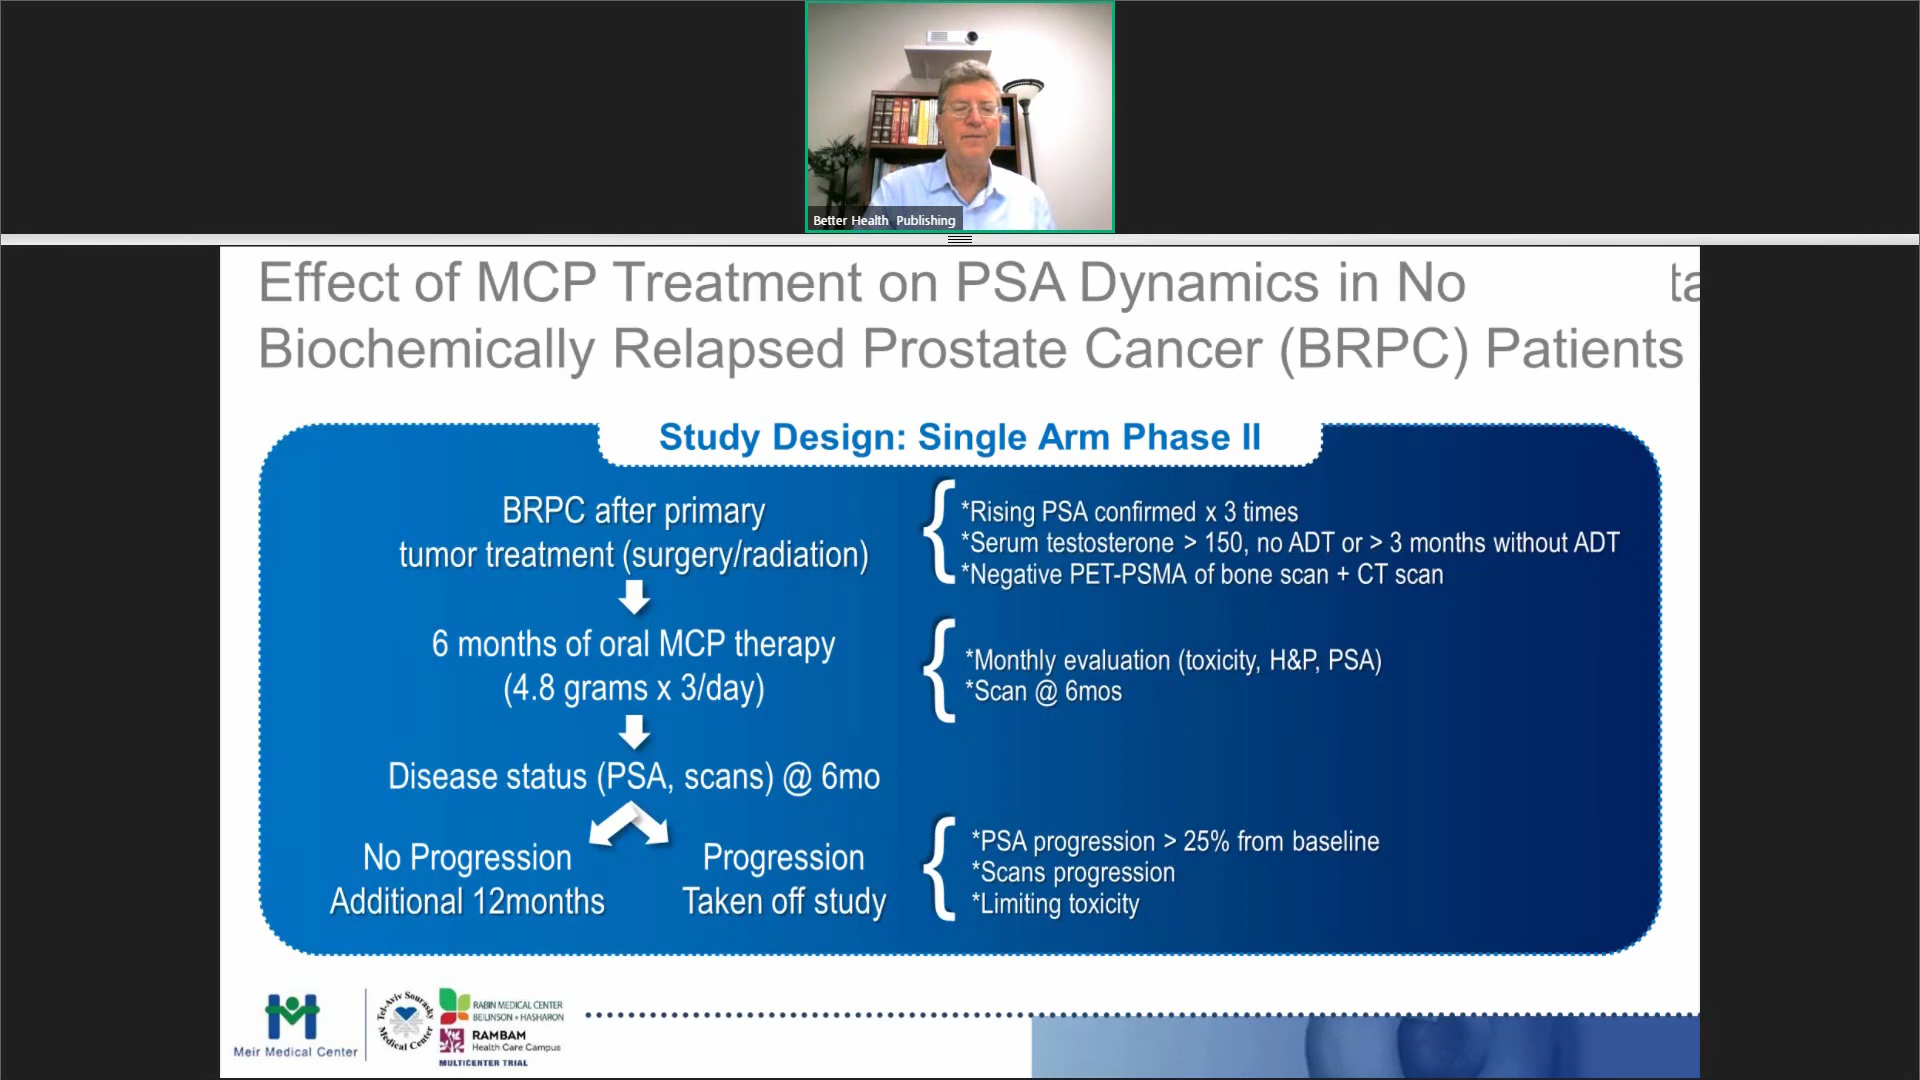 Better Health Publishing
Effect of MCP Treatment on PSA Dynamics in No
Biochemically Relapsed Prostate Cancer (BRPC) Patients
Study Design: Single Arm Phase II
BRPC after primary
tumor treatment (surgery/radiation)
*Rising PSA confirmed x 3 times
*Serum testosterone > 150, no ADT or > 3 months without ADT
*Negative PET-PSMA of bone scan + CT scan
6 months of oral MCP therapy
(4.8 grams x 3/day)
*Monthly evaluation (toxicity, H&P, PSA)
*Scan @ 6mos
Disease status (PSA, scans) @ 6mo
No Progression
Additional 12months
Progression
Taken off study
*PSA progression > 25% from baseline
*Scans progression
*Limiting toxicity
Meir Medical Center
Tel-Aviv Sourasky
Medical Center
RABIN MEDICAL CENTER
BEILINSON • HASHARON
RAMBAM
Health Care Campus
MULTICENTER TRIAL